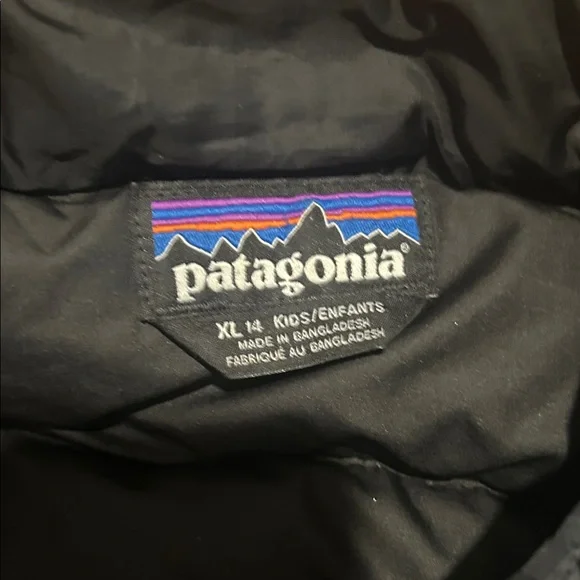 patagonia®
XL 14 KIDS/ENFANTS
MADE IN BANGLADESH
FABRIQUÉ AU BANGLADESH